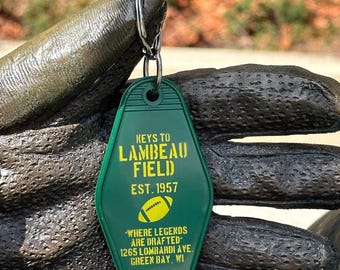 KEYS TO
LAMBEAU
FIELD
EST. 1957
"WHERE LEGENDS
ARE DRAFTED"
1265 LOMBARDI AVE.
GREEN BAY, WI